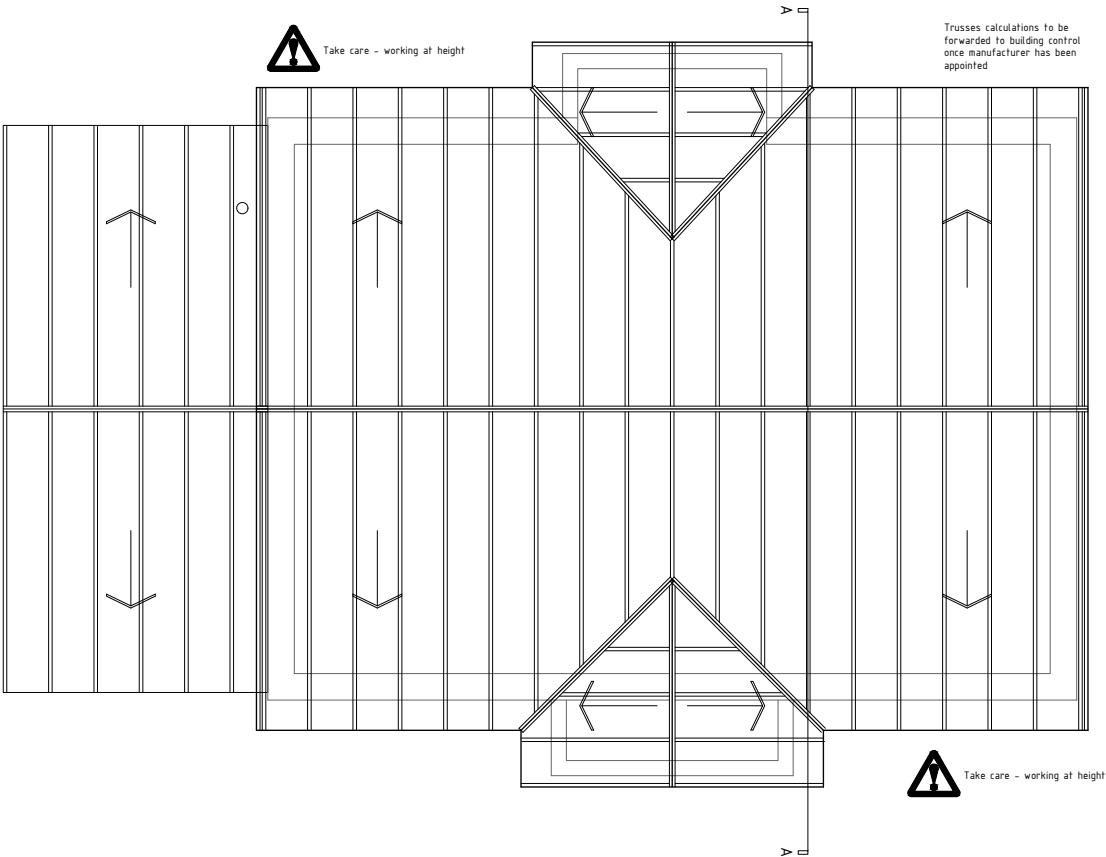 A
Take care - working at height
Trusses calculations to be
forwarded to building control
once manufacturer has been
appointed
Take care - working at height
A